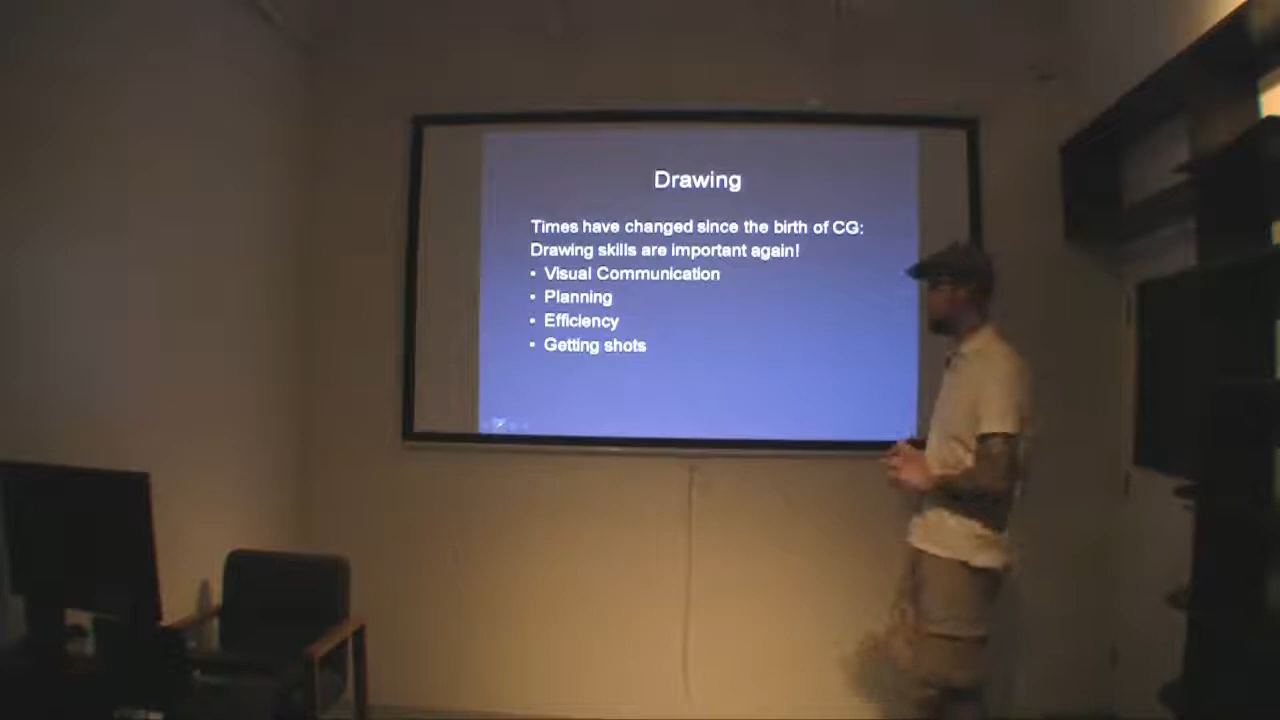 Drawing
Times have changed since the birth of CG:
Drawing skills are important again!
• Visual Communication
• Planning
• Efficiency
• Getting shots